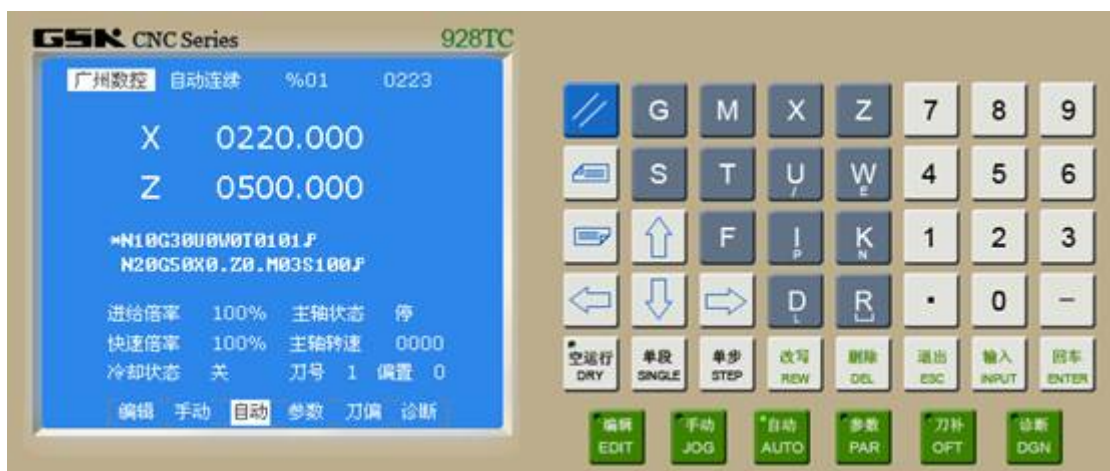 GSK CNC Series 928TC
广州数控 自动连续 %01 0223
X 0220.000
Z 0500.000
*N10G30U0W0T0101
N20G50X0.Z0.M03S100
进给倍率 100% 主轴状态 停
快速倍率 100% 主轴转速 0000
冷却状态 关 刀号 1 偏置 0
编辑 手动 自动 参数 刀偏 诊断
// G M X Z 7 8 9
S T U / W E 4 5 6
F I P K N 1 2 3
D L R . 0 -
空运行 DRY 单段 SINGLE 单步 STEP 改写 REW 删除 DEL 退出 ESC 输入 INPUT 回车 ENTER
编辑 EDIT 手动 JOG 自动 AUTO 参数 PAR 刀补 OFT 诊断 DGN